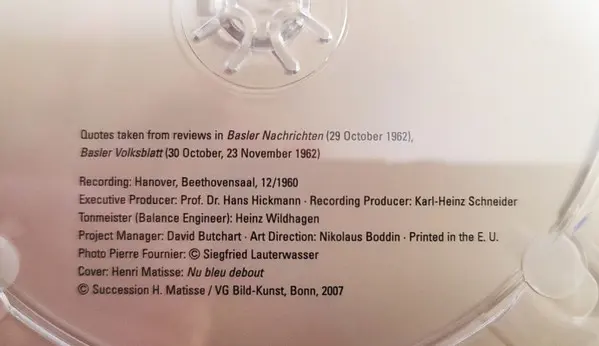 Quotes taken from reviews in Basler Nachrichten (29 October 1962),
Basler Volksblatt (30 October, 23 November 1962)
Recording: Hanover, Beethovensaal, 12/1960
Executive Producer: Prof. Dr. Hans Hickmann · Recording Producer: Karl-Heinz Schneider
Tonmeister (Balance Engineer): Heinz Wildhagen
Project Manager: David Butchart · Art Direction: Nikolaus Boddin · Printed in the E. U.
Photo Pierre Fournier: © Siegfried Lauterwasser
Cover: Henri Matisse: Nu bleu debout
© Succession H. Matisse / VG Bild-Kunst, Bonn, 2007